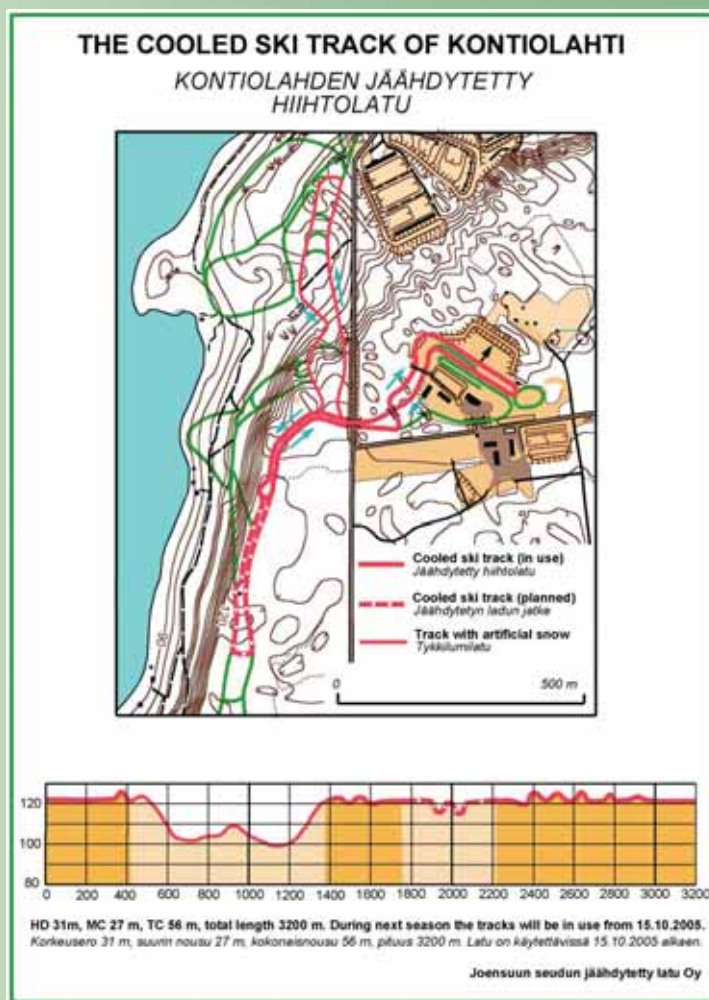 THE COOLED SKI TRACK OF KONTIOLAHTI
KONTIOLAHDEN JÄÄHDYTETTY
HIIHTOLATU
Cooled ski track (in use)
Jäähdytetty hiihtolatu
Cooled ski track (planned)
Jäähdytetyn ladun jatke
Track with artificial snow
Tykkilumilatu
0 500 m
120
100
80
0 200 400 600 800 1000 1200 1400 1600 1800 2000 2200 2400 2600 2800 3000 3200
HD 31m, MC 27 m, TC 56 m, total length 3200 m. During next season the tracks will be in use from 15.10.2005.
Korkeusero 31 m, suurin nousu 27 m, kokonaisnousu 56 m, pituus 3200 m. Latu on käytettävissä 15.10.2005 alkaen.
Joensuun seudun jäähdytetty latu Oy